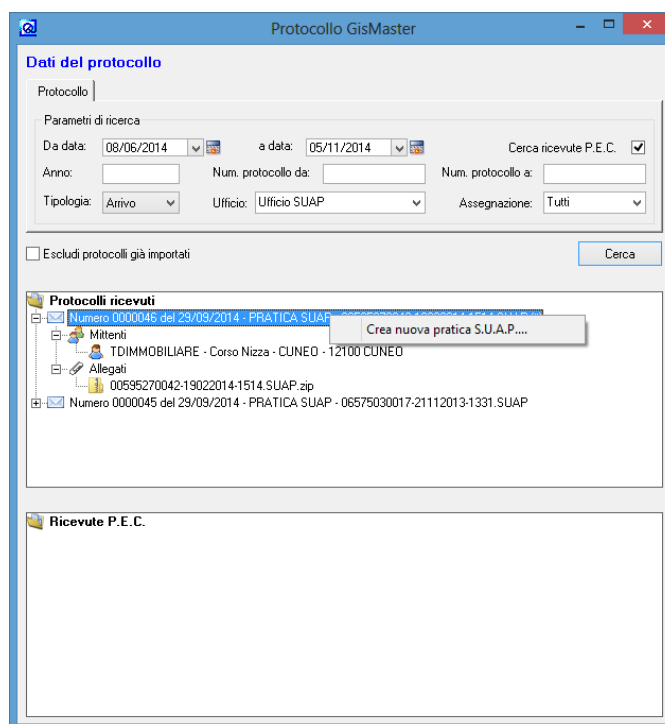 Protocollo GisMaster
Dati del protocollo
Protocollo
Parametri di ricerca
Da data: 08/06/2014 a data: 05/11/2014 Cerca ricevute P.E.C.
Anno: Num. protocollo da: Num. protocollo a:
Tipologia: Arrivo Ufficio: Ufficio SUAP Assegnazione: Tutti
Escludi protocolli già importati Cerca
Protocolli ricevuti
Numero 0000046 del 29/09/2014 - PRATICA SUAP
Crea nuova pratica S.U.A.P....
Mittenti
TDIMMOBILIARE - Corso Nizza - CUNEO - 12100 CUNEO
Allegati
00595270042-19022014-1514.SUAP.zip
Numero 0000045 del 29/09/2014 - PRATICA SUAP - 06575030017-21112013-1331.SUAP
Ricevute P.E.C.